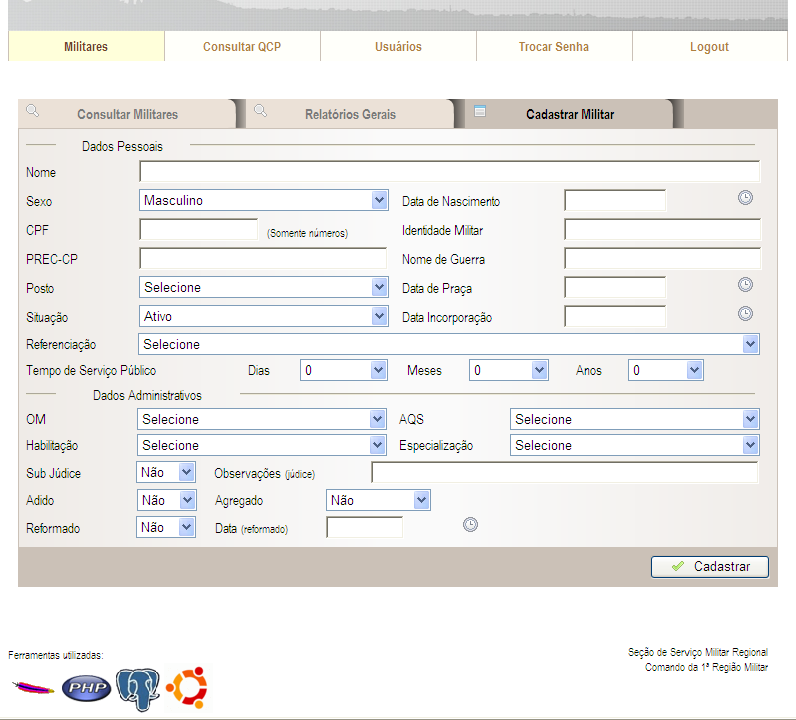 Militares Consultar QCP Usuários Trocar Senha Logout
Consultar Militares Relatórios Gerais Cadastrar Militar
Dados Pessoais
Nome
Sexo Masculino Data de Nascimento
CPF (Somente números) Identidade Militar
PREC-CP Nome de Guerra
Posto Selecione Data de Praça
Situação Ativo Data Incorporação
Referenciação Selecione
Tempo de Serviço Público Dias 0 Meses 0 Anos 0
Dados Administrativos
OM Selecione AQS Selecione
Habilitação Selecione Especialização Selecione
Sub Júdice Não Observações (júdice)
Adido Não Agregado Não
Reformado Não Data (reformado)
Cadastrar
Ferramentas utilizadas:
PHP
Seção de Serviço Militar Regional
Comando da 1ª Região Militar